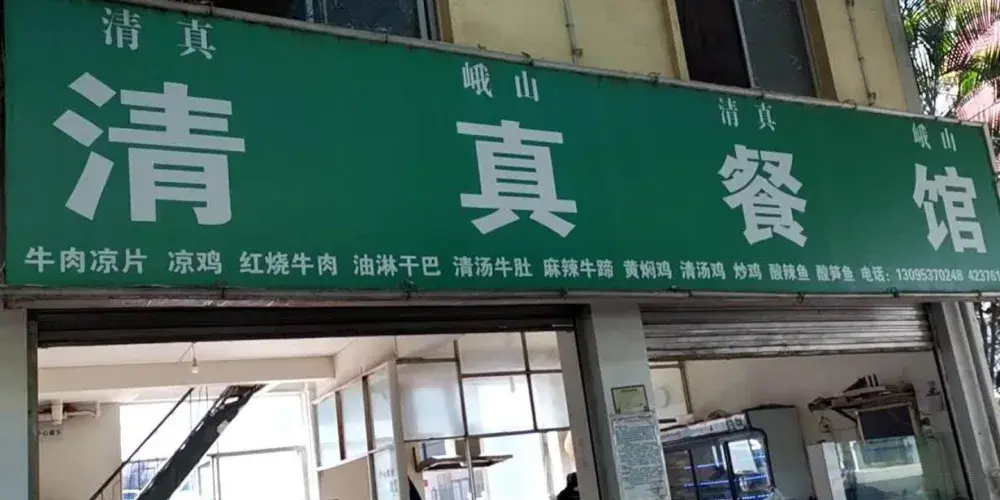 清真 峨山 清真 峨山
清真餐馆
牛肉凉片 凉鸡 红烧牛肉 油淋干巴 清汤牛肚 麻辣牛蹄 黄焖鸡 清汤鸡 炒鸡 酸辣鱼 酸笋鱼 电话：13095370248 423761